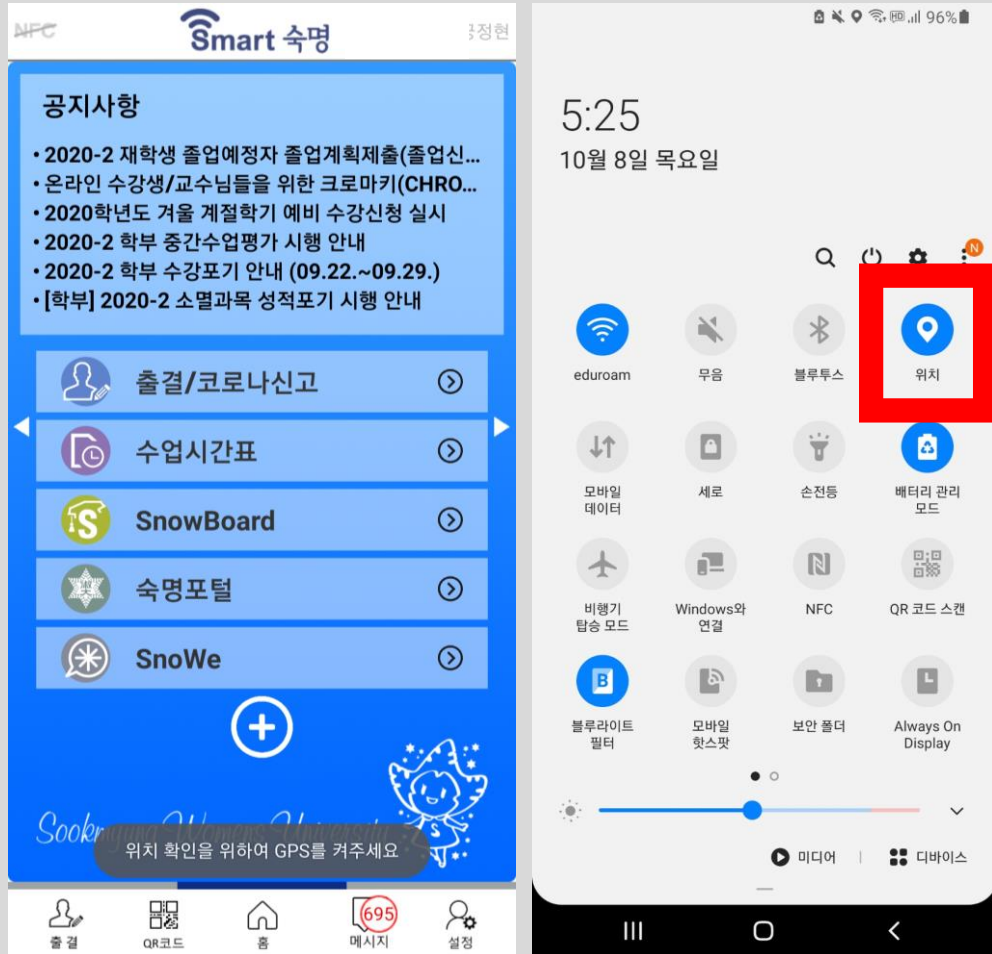 NFC
Smart 숙명
공지사항
• 2020-2 재학생 졸업예정자 졸업계획제출(졸업신...
• 온라인 수강생/교수님들을 위한 크로마키(CHRO...
• 2020학년도 겨울 계절학기 예비 수강신청 실시
• 2020-2 학부 중간수업평가 시행 안내
• 2020-2 학부 수강포기 안내 (09.22.~09.29.)
• [학부] 2020-2 소멸과목 성적포기 시행 안내
출결/코로나신고
수업시간표
SnowBoard
숙명포털
SnoWe
Sookmyung Women's University
위치 확인을 위하여 GPS를 켜주세요
출결
QR코드
홈
695
메시지
설정
HD 96%
5:25
10월 8일 목요일
N
eduroam
무음
블루투스
위치
모바일
데이터
세로
손전등
배터리 관리
모드
비행기
탑승 모드
Windows와
연결
NFC
QR 코드 스캔
B
블루라이트
필터
모바일
핫스팟
보안 폴더
Always On
Display
미디어
디바이스